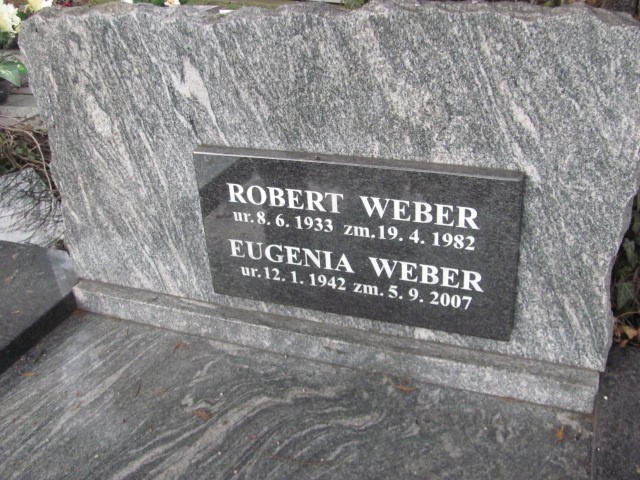 ROBERT WEBER
ur. 8. 6. 1933 zm. 19. 4. 1982
EUGENIA WEBER
ur. 12. 1. 1942 zm. 5. 9. 2007